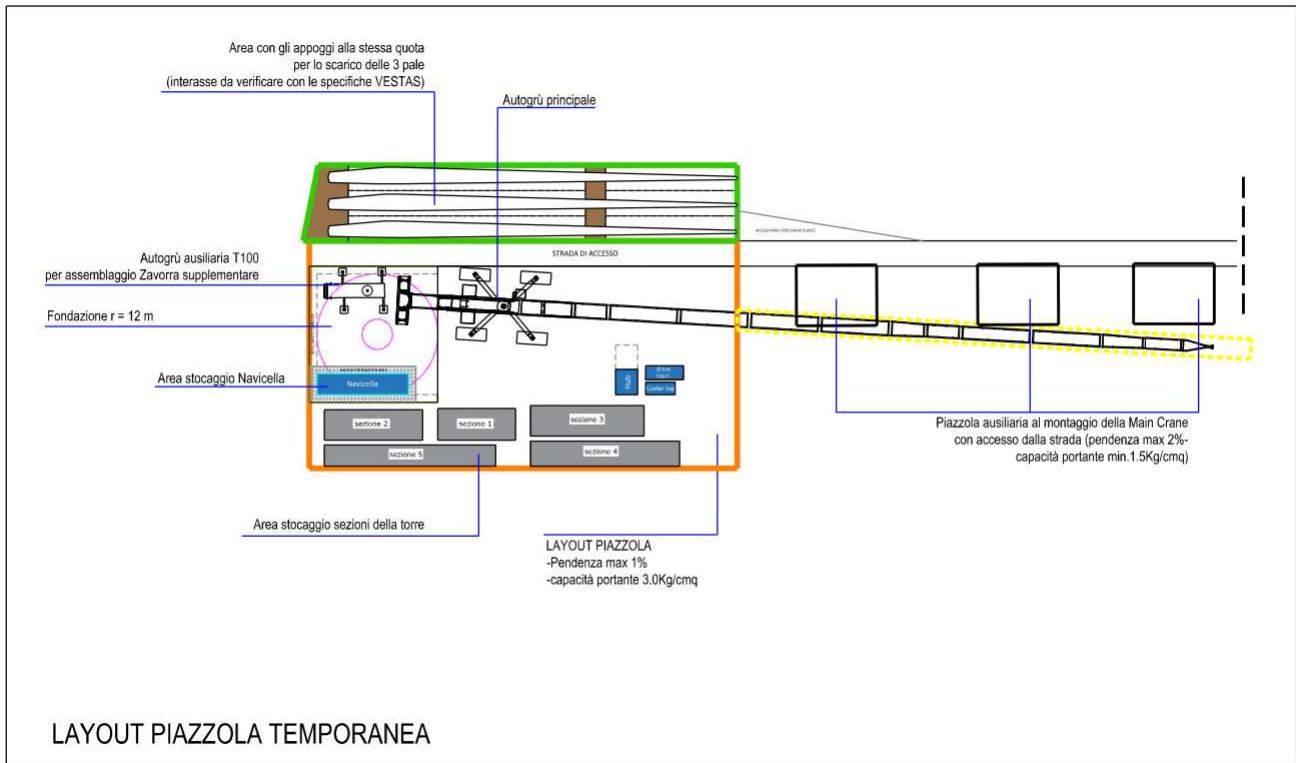 Area con gli appoggi alla stessa quota
per lo scarico delle 3 pale
(interasse da verificare con le specifiche VESTAS)
Autogrù principale
STRADA DI ACCESSO
Autogrù ausiliaria T100
per assemblaggio Zavorra supplementare
Fondazione r = 12 m
Area stoccaggio Navicella
Navicella
Hub
Cooler top
sezione 2
sezione 1
sezione 3
sezione 5
sezione 4
Piazzola ausiliaria al montaggio della Main Crane
con accesso dalla strada (pendenza max 2%-
capacità portante min.1.5Kg/cmq)
Area stoccaggio sezioni della torre
LAYOUT PIAZZOLA
-Pendenza max 1%
-capacità portante 3.0Kg/cmq
LAYOUT PIAZZOLA TEMPORANEA